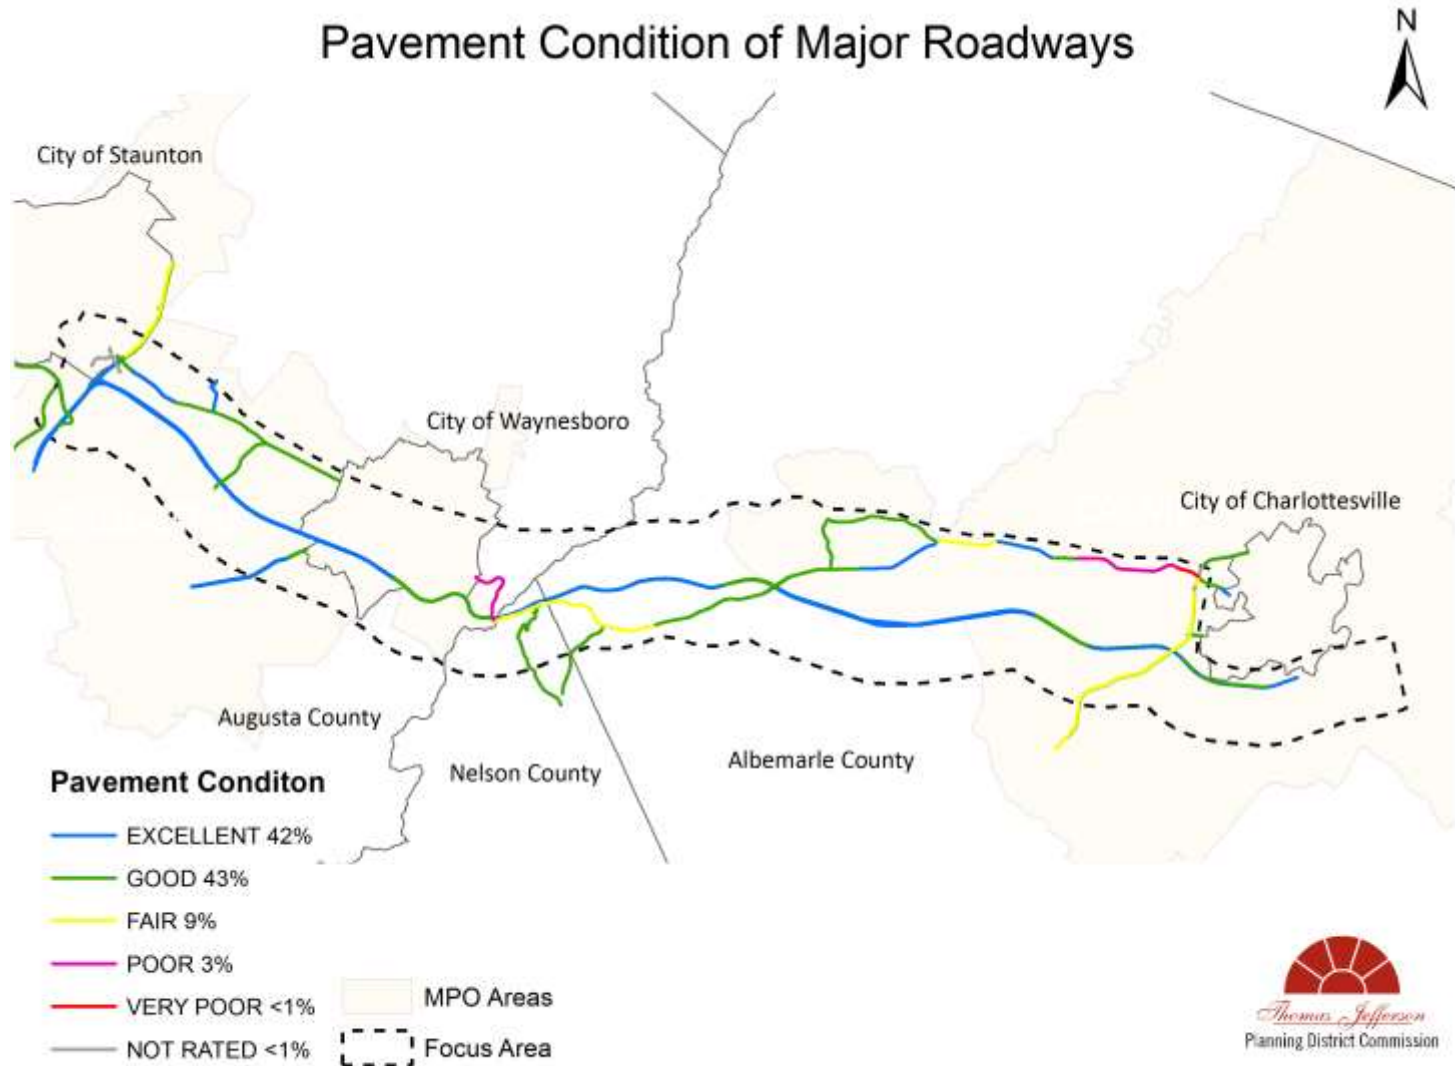 Pavement Condition of Major Roadways
N
City of Staunton
City of Waynesboro
City of Charlottesville
Augusta County
Nelson County
Albemarle County
Pavement Conditon
EXCELLENT 42%
GOOD 43%
FAIR 9%
POOR 3%
VERY POOR <1%
NOT RATED <1%
MPO Areas
Focus Area
Thomas Jefferson
Planning District Commission